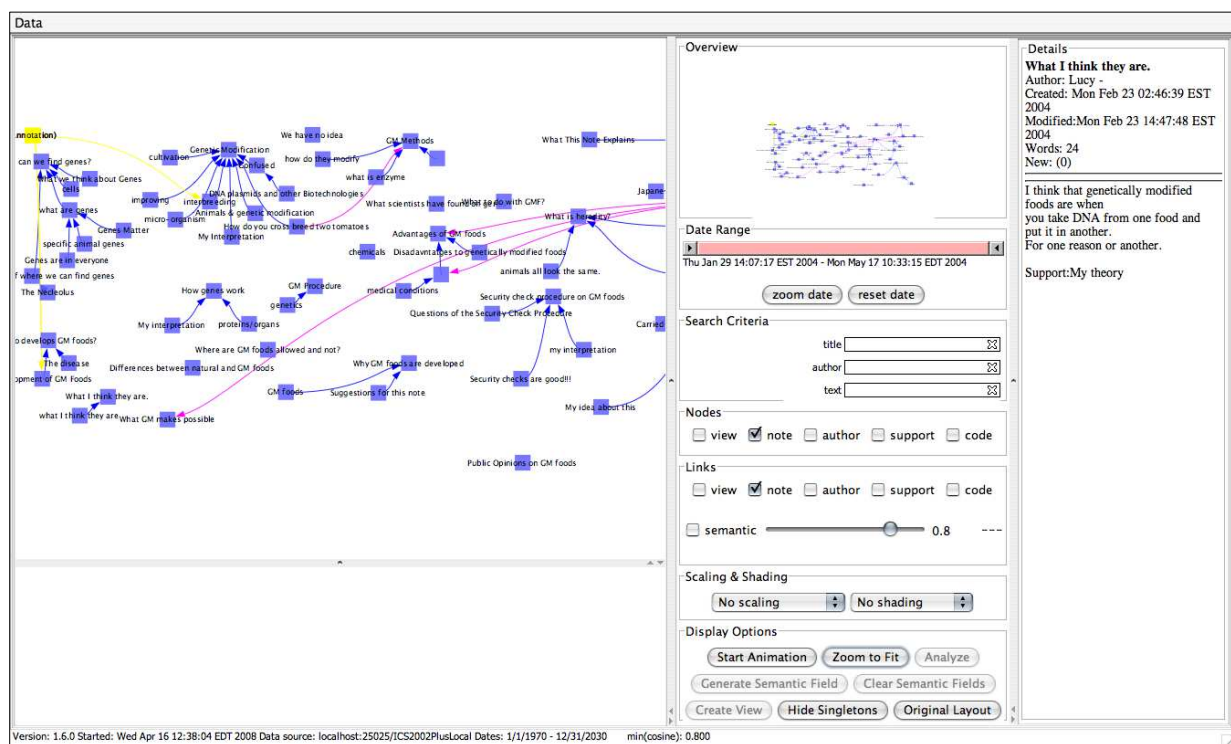 Data
nnotation)
can we find genes?
what we think about Genes
cells
what are genes
Genes Matter
specific animal genes
Genes are in everyone
f where we can find genes
The Necleolus
o develops GM foods?
The disease
opment of GM Foods
What I think they are.
what I think they are
What GM makes possible
Genetic Modification
cultivation
Confused
improving
interbreeding
DNA plasmids and other Biotechnologies
micro-organism
Animals & genetic modification
How do you cross breed two tomatoes
My Interpretation
We have no idea
GM Methods
how do they modify
what is enzyme
What This Note Explains
What scientists have found on
What to do with GMF?
Japane
What is heredity?
Advantages of GM foods
chemicals
Disadavntages to genetically modified foods
animals all look the same.
medical conditions
How genes work
GM Procedure
genetics
My interpretation
proteins/organs
Security check procedure on GM foods
Questions of the Security Check Procedure
Carried
my interpretation
Where are GM foods allowed and not?
Differences between natural and GM foods
Why GM foods are developed
GM foods
Suggestions for this note
Security checks are good!!!
My idea about this
Public Opinions on GM foods
Overview
Date Range
Thu Jan 29 14:07:17 EST 2004 - Mon May 17 10:33:15 EDT 2004
zoom date reset date
Search Criteria
title
author
text
Nodes
view note author support code
Links
view note author support code
semantic 0.8 ---
Scaling & Shading
No scaling No shading
Display Options
Start Animation Zoom to Fit Analyze
Generate Semantic Field Clear Semantic Fields
Create View Hide Singletons Original Layout
Details
What I think they are.
Author: Lucy -
Created: Mon Feb 23 02:46:39 EST
2004
Modified:Mon Feb 23 14:47:48 EST
2004
Words: 24
New: (0)
I think that genetically modified
foods are when
you take DNA from one food and
put it in another.
For one reason or another.
Support:My theory
Version: 1.6.0 Started: Wed Apr 16 12:38:04 EDT 2008 Data source: localhost:25025/ICS2002PlusLocal Dates: 1/1/1970 - 12/31/2030 min(cosine): 0.800